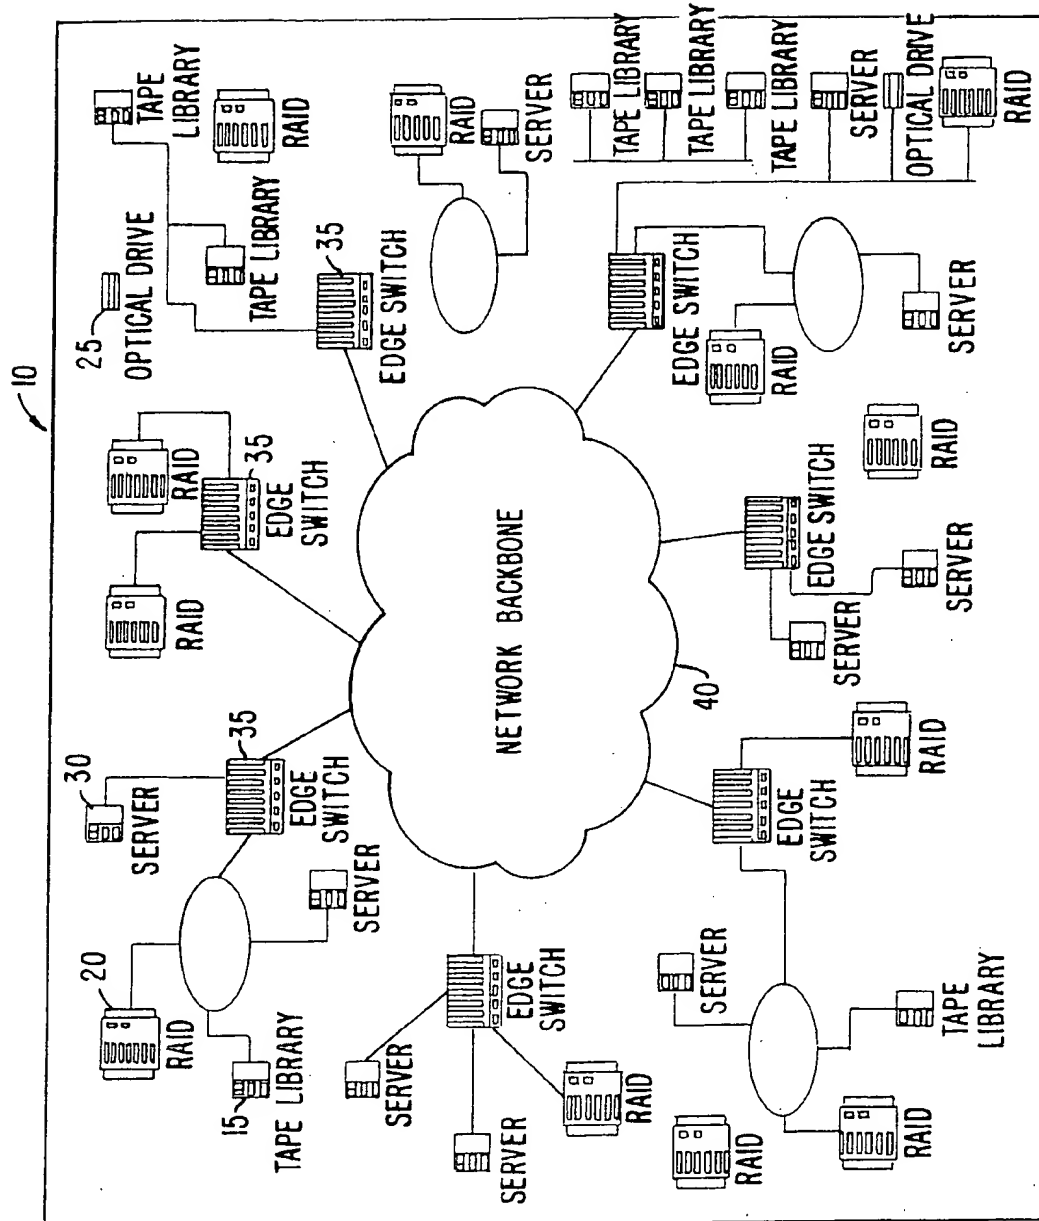 10
20
30
25
SERVER
OPTICAL DRIVE
TAPE
LIBRARY
RAID
RAID
RAID
35
35
35
15
TAPE LIBRARY
EDGE
SWITCH
EDGE
SWITCH
TAPE LIBRARY
RAID
SERVER
EDGE SWITCH
SERVER
RAID
NETWORK BACKBONE
SERVER
SERVER
EDGE
SWITCH
TAPE LIBRARY
RAID
EDGE SWITCH
SERVER
40
TAPE LIBRARY
RAID
RAID
TAPE LIBRARY
EDGE
SWITCH
EDGE SWITCH
SERVER
SERVER
RAID
OPTICAL DRIVE
RAID
RAID
TAPE
LIBRARY
SERVER
SERVER
RAID